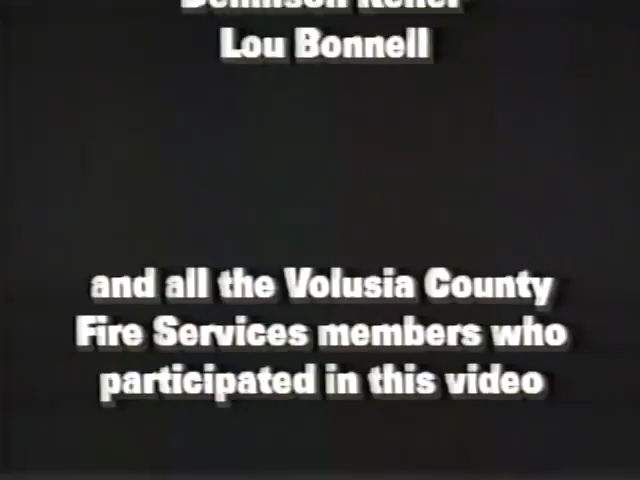 Lou Bonnell
and all the Volusia County
Fire Services members who
participated in this video